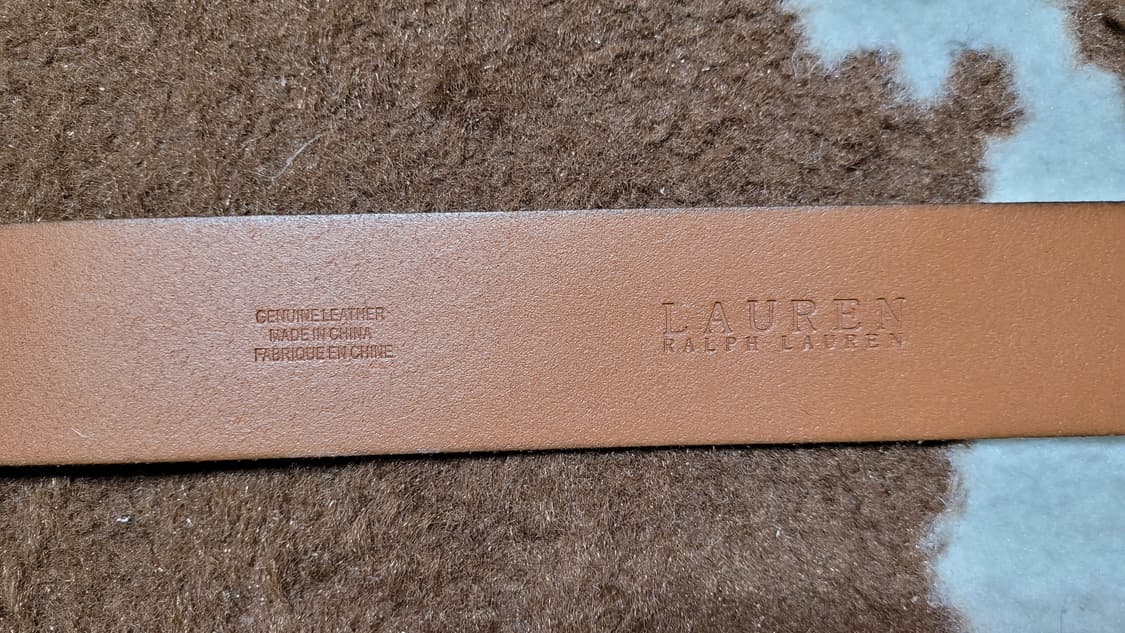 GENUINE LEATHER
MADE IN CHINA
FABRIQUE EN CHINE
LAUREN
RALPH LAUREN